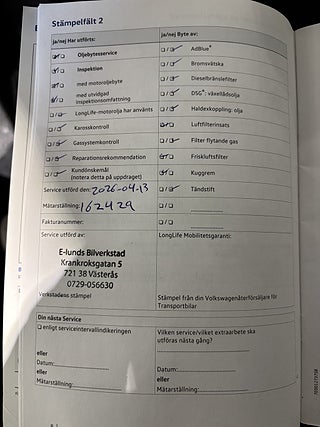 Stämpelfält 2
ja/nej Har utförts:
ja/nej Byte av:
Oljebytesservice
AdBlue®
Inspektion
Bromsvätska
med motoroljebyte
Dieselbränslefilter
med utvidgad
inspektionsomfattning
DSG®: växellådsolja
LongLife-motorolja har använts
Haldexkoppling: olja
Karosskontroll
Luftfilterinsats
Gassystemkontroll
Filter flytande gas
Reparationsrekommendation
Friskluftsfilter
Kundönskemål
(notera detta på uppdraget)
Kuggrem
Service utförd den: 2026-04-13
Tändstift
Mätarställning: 162429
Fakturanummer:
Service utförd av:
LongLife Mobilitetsgaranti:
E-lunds Bilverkstad
Krankroksgatan 5
721 38 Västerås
0729-056630
Verkstadens stämpel
Stämpel från din Volkswagenåterförsäljare för
Transportbilar
Din nästa Service
enligt serviceintervallindikeringen
Vilken service/vilket extraarbete ska
utföras nästa gång?
eller
Datum:
Datum:
eller
eller
Mätarställning:
Mätarställning: